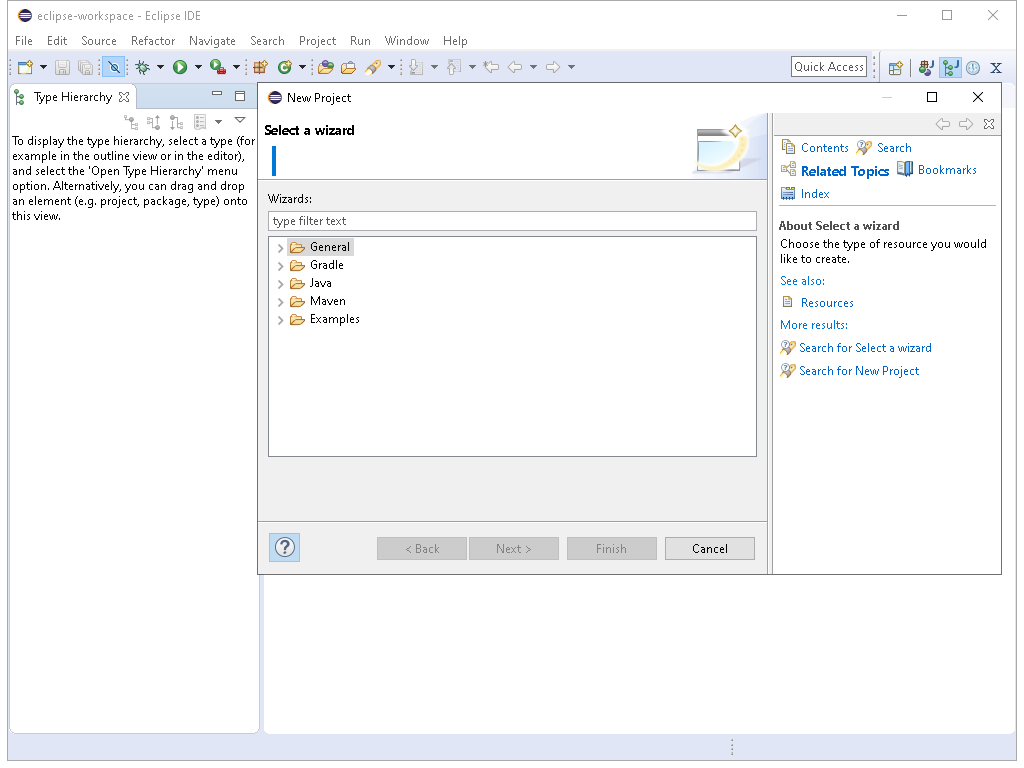 eclipse-workspace - Eclipse IDE
File Edit Source Refactor Navigate Search Project Run Window Help
Quick Access
Type Hierarchy
To display the type hierarchy, select a type (for
example in the outline view or in the editor),
and select the 'Open Type Hierarchy' menu
option. Alternatively, you can drag and drop
an element (e.g. project, package, type) onto
this view.
New Project
Select a wizard
Wizards:
type filter text
General
Gradle
Java
Maven
Examples
?
< Back Next > Finish Cancel
Contents Search
Related Topics Bookmarks
Index
About Select a wizard
Choose the type of resource you would
like to create.
See also:
Resources
More results:
Search for Select a wizard
Search for New Project